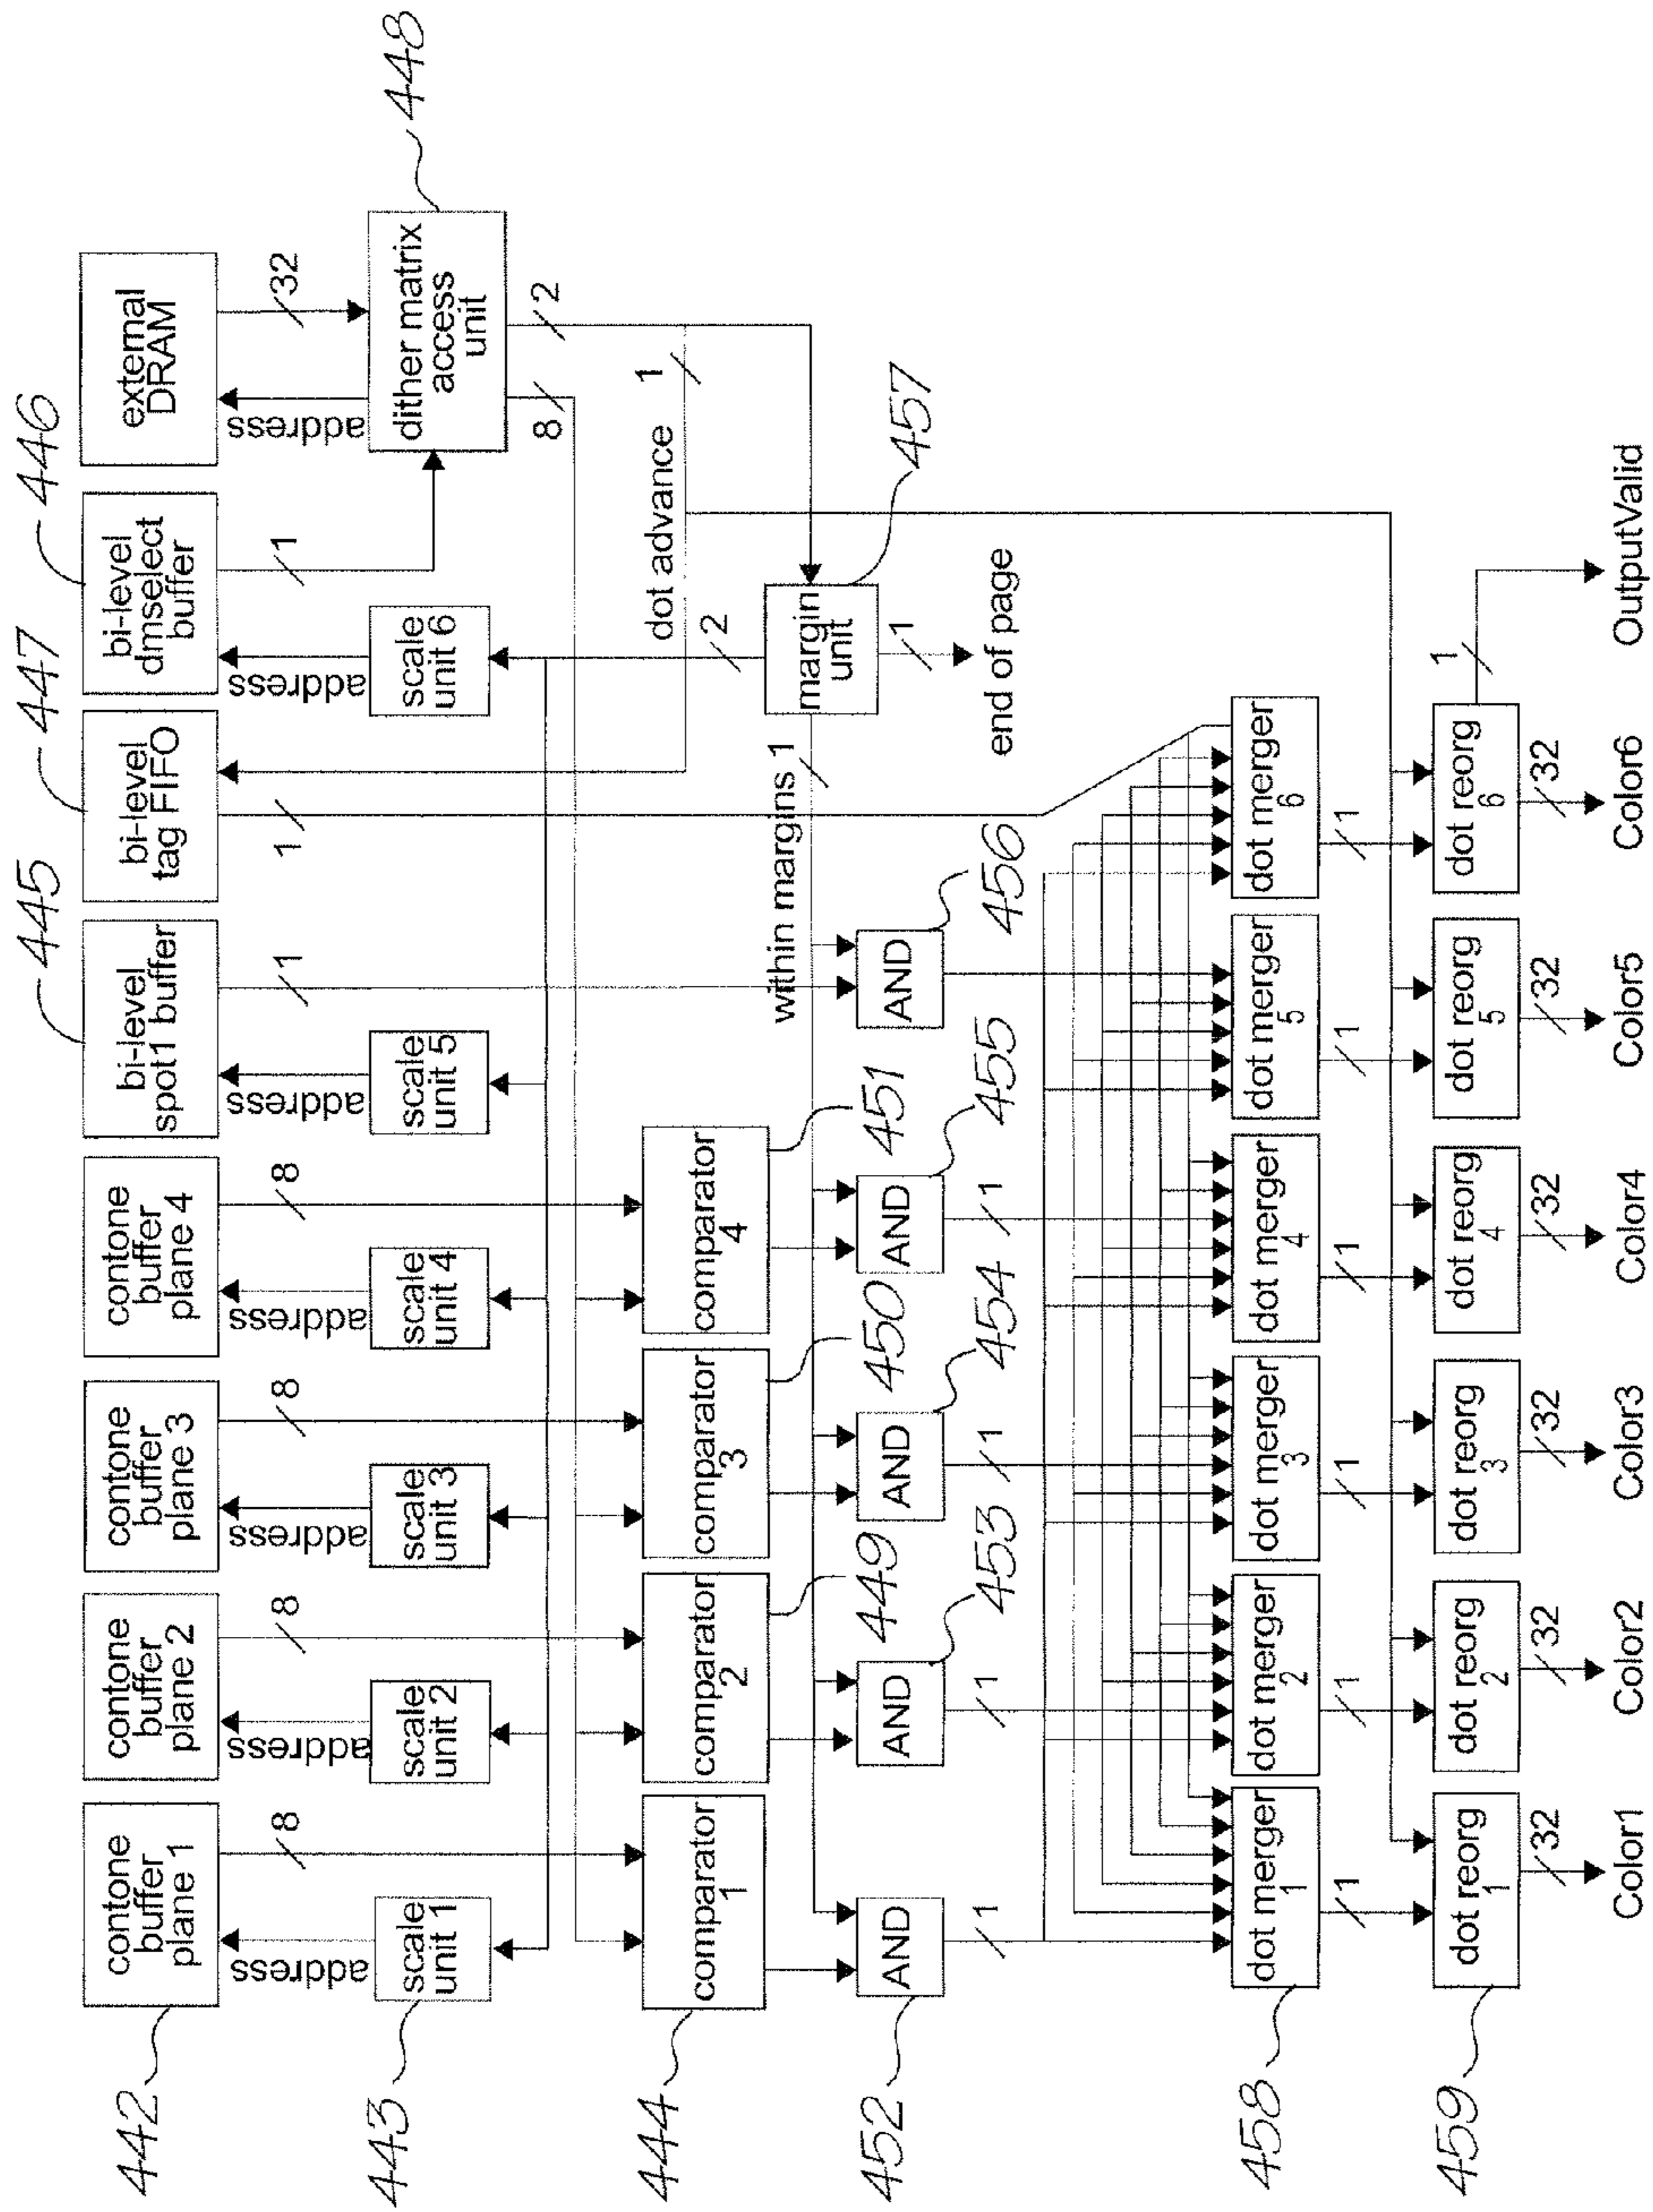 442
contone
buffer
plane 1
contone
buffer
plane 2
contone
buffer
plane 3
contone
buffer
plane 4
445
bi-level
spot1 buffer
447
bi-level
tag FIFO
446
bi-level
dmselect
buffer
external
DRAM
address
8
address
8
address
8
address
8
address
1
1
address
1
address
32
443
scale
unit 1
scale
unit 2
scale
unit 3
scale
unit 4
scale
unit 5
scale
unit 6
dither matrix
access
unit
448
8
2
444
comparator
1
comparator
2
449
comparator
3
450
comparator
4
451
dot advance
1
2
within margins 1
margin
unit
457
1
end of page
452
AND
AND
453
AND
454
AND
455
AND
456
1
1
1
1
458
dot merger
1
dot merger
2
dot merger
3
dot merger
4
dot merger
5
dot merger
6
1
1
1
1
1
1
459
dot reorg
1
dot reorg
2
dot reorg
3
dot reorg
4
dot reorg
5
dot reorg
6
32
32
32
32
32
32
1
Color1
Color2
Color3
Color4
Color5
Color6
OutputValid